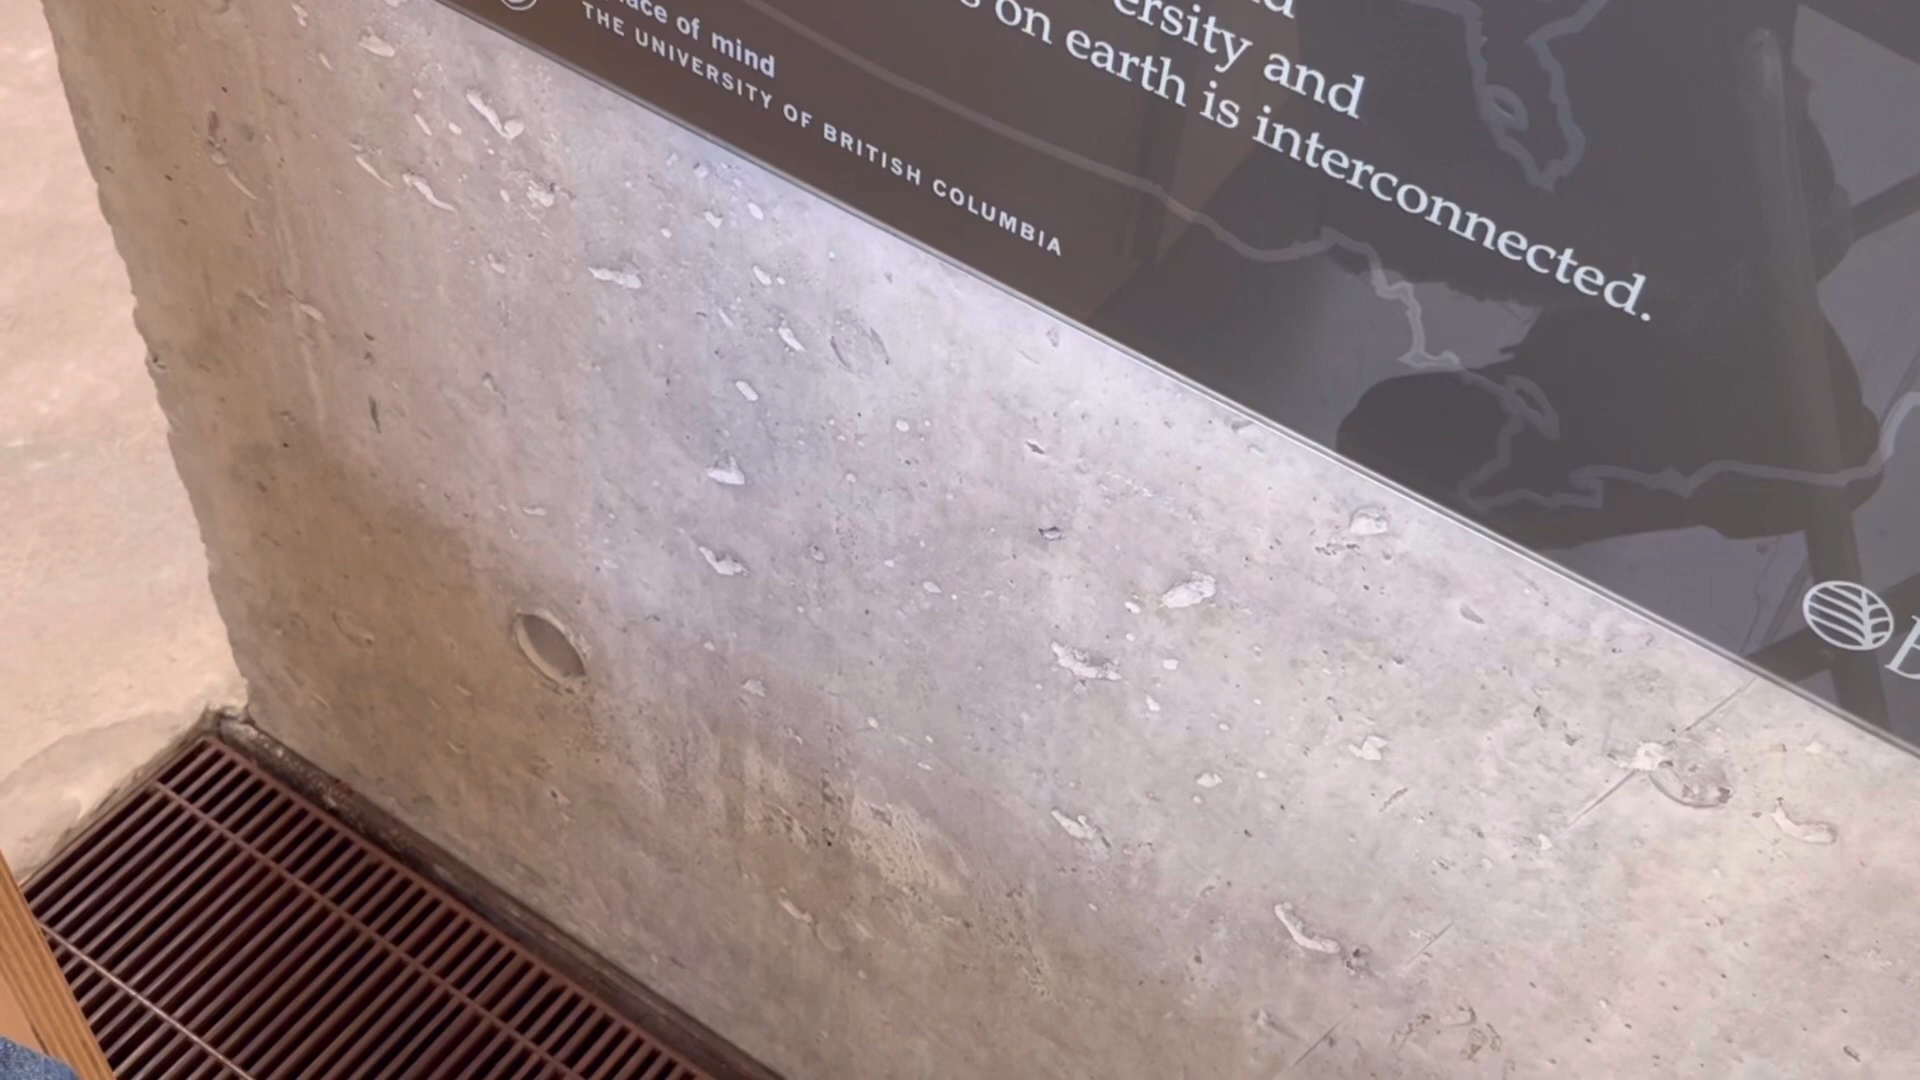 ersity and
on earth is interconnected.
ace of mind
THE UNIVERSITY OF BRITISH COLUMBIA